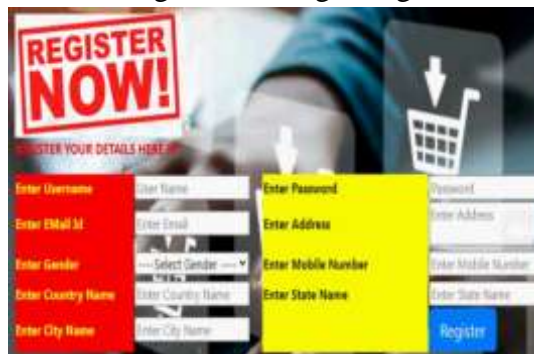 REGISTER
NOW!
REGISTER YOUR DETAILS HERE
Enter Username User Name Enter Password Password
Enter EMail Id Enter Email Enter Address Enter Address
Enter Gender ----Select Gender ---- Enter Mobile Number Enter Mobile Number
Enter Country Name Enter Country Name Enter State Name Enter State Name
Enter City Name Enter City Name Register